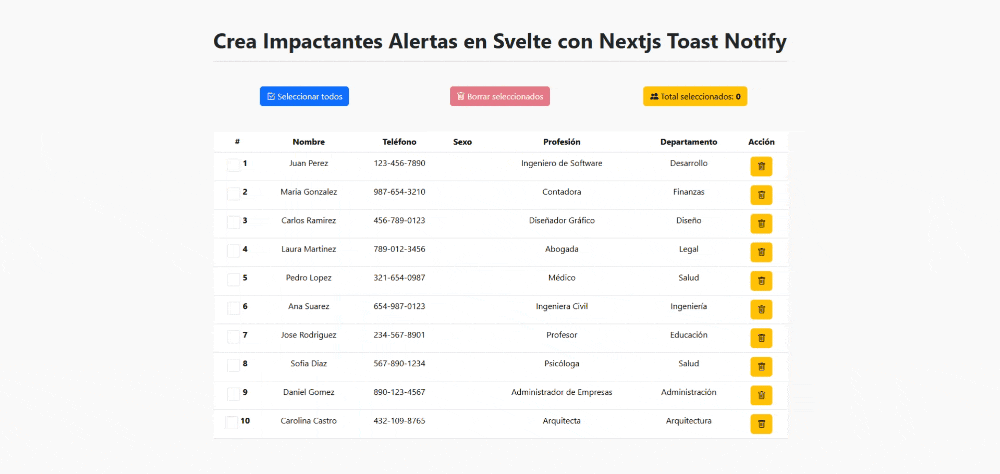 Crea Impactantes Alertas en Svelte con Nextjs Toast Notify
Seleccionar todos Borrar seleccionados Total seleccionados: 0
# Nombre Teléfono Sexo Profesión Departamento Acción
1 Juan Perez 123-456-7890 Ingeniero de Software Desarrollo
2 Maria Gonzalez 987-654-3210 Contadora Finanzas
3 Carlos Ramirez 456-789-0123 Diseñador Gráfico Diseño
4 Laura Martinez 789-012-3456 Abogada Legal
5 Pedro Lopez 321-654-0987 Médico Salud
6 Ana Suarez 654-987-0123 Ingeniera Civil Ingeniería
7 Jose Rodriguez 234-567-8901 Profesor Educación
8 Sofia Diaz 567-890-1234 Psicóloga Salud
9 Daniel Gomez 890-123-4567 Administrador de Empresas Administración
10 Carolina Castro 432-109-8765 Arquitecta Arquitectura